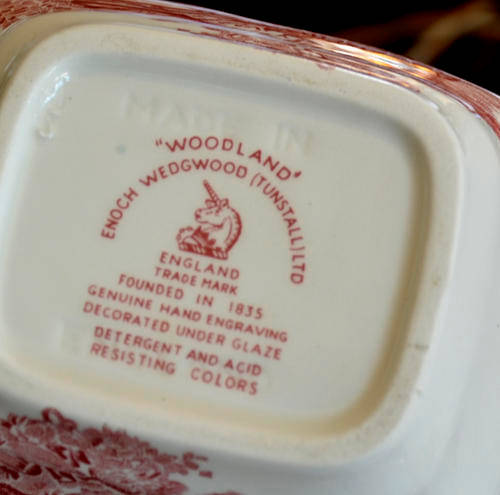 MADE IN
"WOODLAND"
ENOCH WEDGWOOD (TUNSTALL) LTD
ENGLAND
TRADE MARK
FOUNDED IN 1835
GENUINE HAND ENGRAVING
DECORATED UNDER GLAZE
DETERGENT AND ACID
RESISTING COLORS